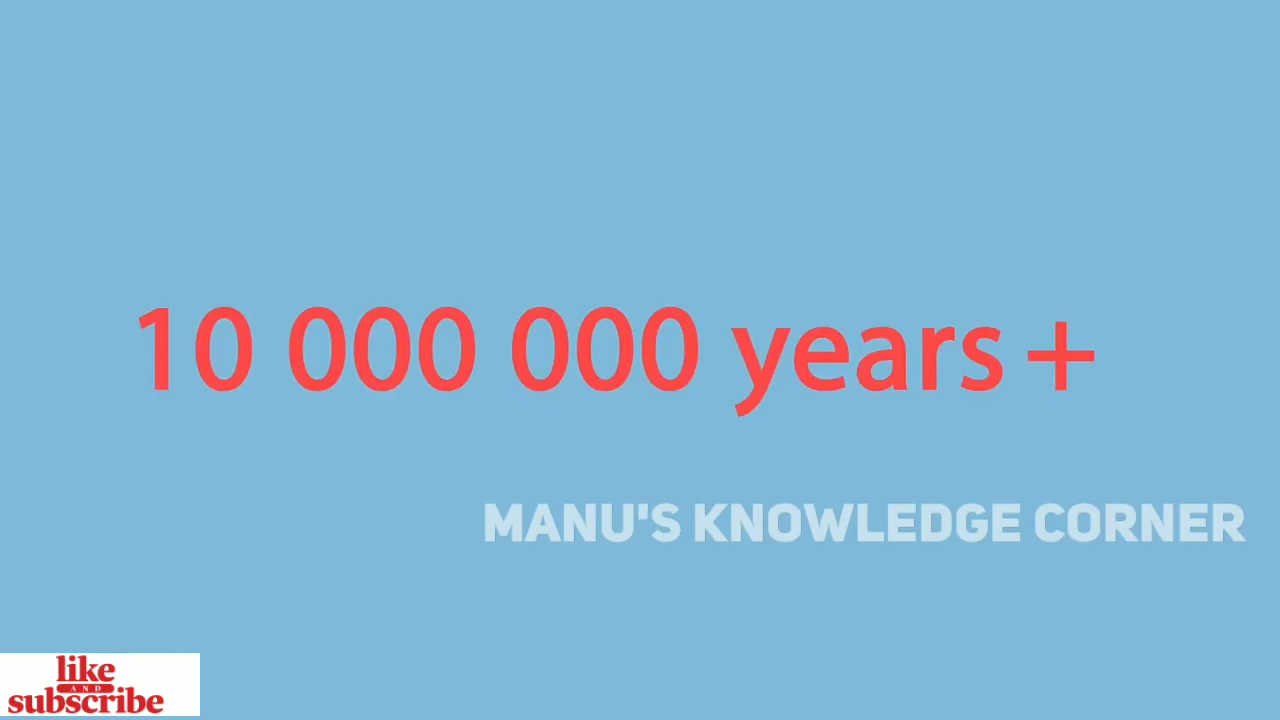 10 000 000 years +
MANU'S KNOWLEDGE CORNER
like
AND
subscribe